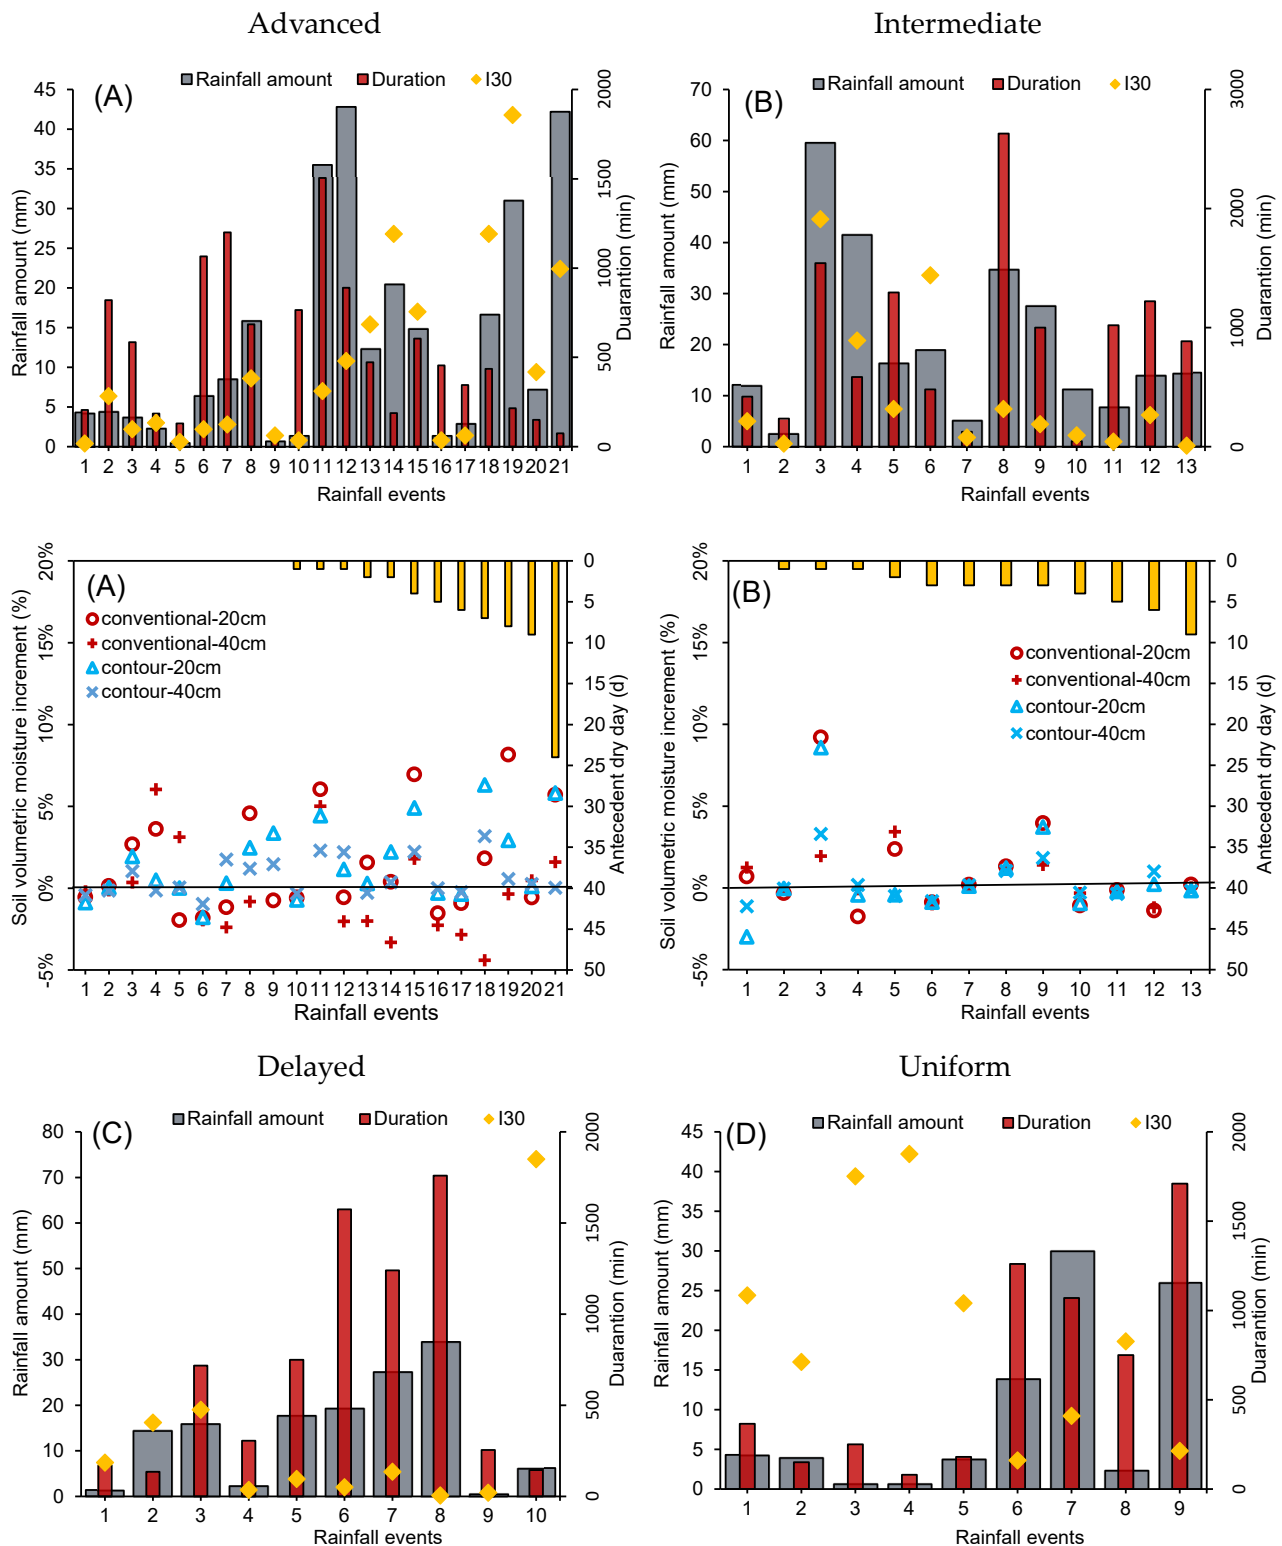 Advanced
Intermediate
Rainfall amount Duration I30
(A)
45
40
35
30
25
20
15
10
5
0
Rainfall amount (mm)
2000
1500
1000
500
0
Duarantion (min)
1 2 3 4 5 6 7 8 9 10 11 12 13 14 15 16 17 18 19 20 21
Rainfall events
Rainfall amount Duration I30
(B)
70
60
50
40
30
20
10
0
Rainfall amount (mm)
3000
2000
1000
0
Duarantion (min)
1 2 3 4 5 6 7 8 9 10 11 12 13
Rainfall events
(A)
conventional-20cm
conventional-40cm
contour-20cm
contour-40cm
20%
15%
10%
5%
0%
-5%
Soil volumetric moisture increment (%)
0
5
10
15
20
25
30
35
40
45
50
Antecedent dry day (d)
1 2 3 4 5 6 7 8 9 10 11 12 13 14 15 16 17 18 19 20 21
Rainfall events
(B)
conventional-20cm
conventional-40cm
contour-20cm
contour-40cm
20%
15%
10%
5%
0%
-5%
Soil volumetric moisture increment (%)
0
5
10
15
20
25
30
35
40
45
50
Antecedent dry day (d)
1 2 3 4 5 6 7 8 9 10 11 12 13
Rainfall events
Delayed
Uniform
Rainfall amount Duration I30
(C)
80
70
60
50
40
30
20
10
0
Rainfall amount (mm)
2000
1500
1000
500
0
Duarantion (min)
1 2 3 4 5 6 7 8 9 10
Rainfall events
Rainfall amount Duration I30
(D)
45
40
35
30
25
20
15
10
5
0
Rainfall amount (mm)
2000
1500
1000
500
0
Duarantion (min)
1 2 3 4 5 6 7 8 9
Rainfall events